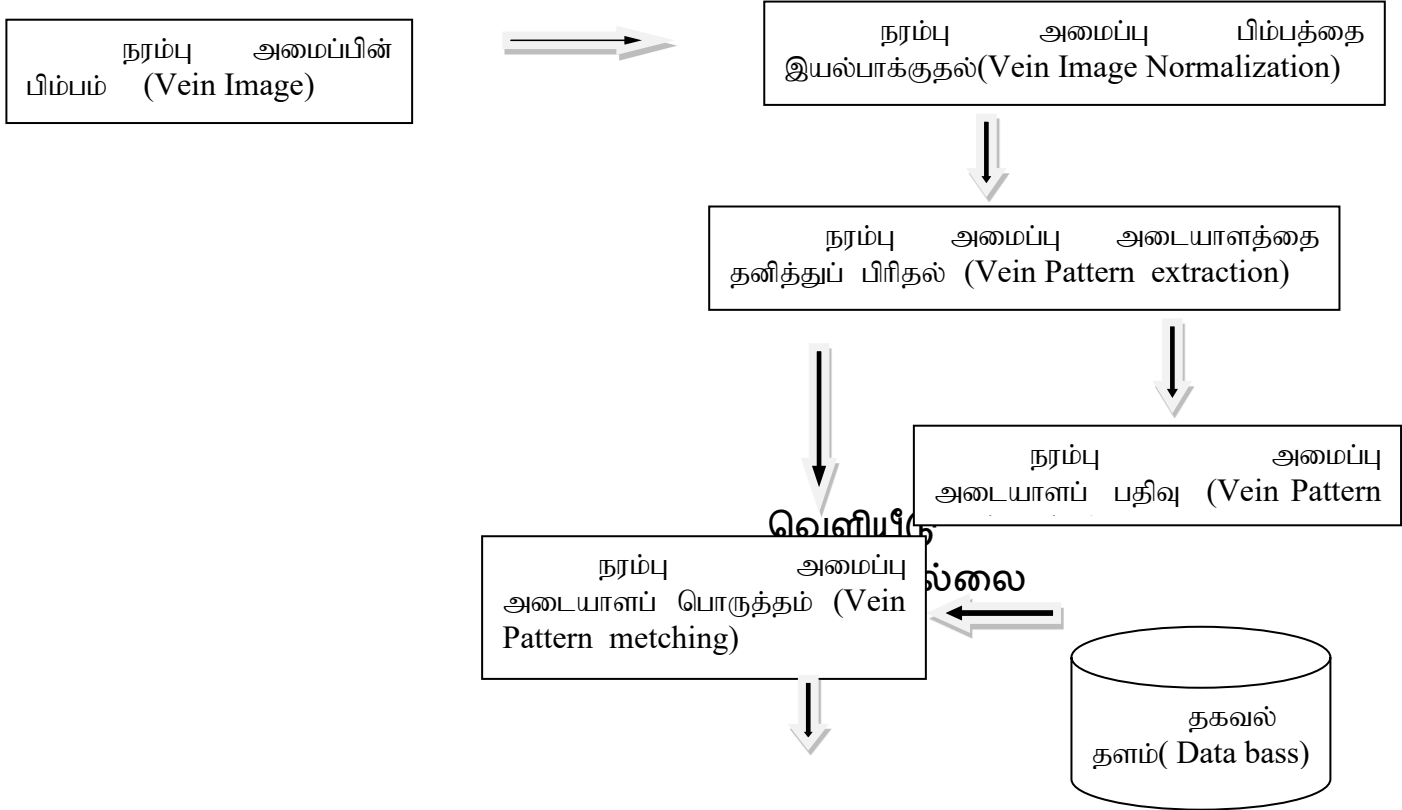 நரம்பு அமைப்பின்
பிம்பம் (Vein Image)
நரம்பு அமைப்பு பிம்பத்தை
இயல்பாக்குதல்(Vein Image Normalization)
நரம்பு அமைப்பு அடையாளத்தை
தனித்துப் பிரிதல் (Vein Pattern extraction)
நரம்பு அமைப்பு
அடையாளப் பதிவு (Vein Pattern
வெளியீடு
நரம்பு அமைப்பு
அடையாளப் பொருத்தம் (Vein
Pattern metching)
தகவல்
தளம்( Data bass)